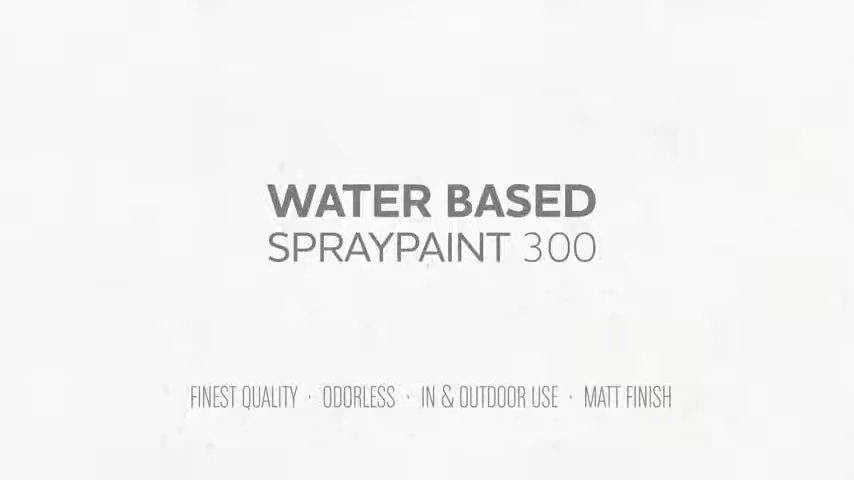 WATER BASED
SPRAYPAINT 300
FINEST QUALITY · ODORLESS · IN & OUTDOOR USE · MATT FINISH